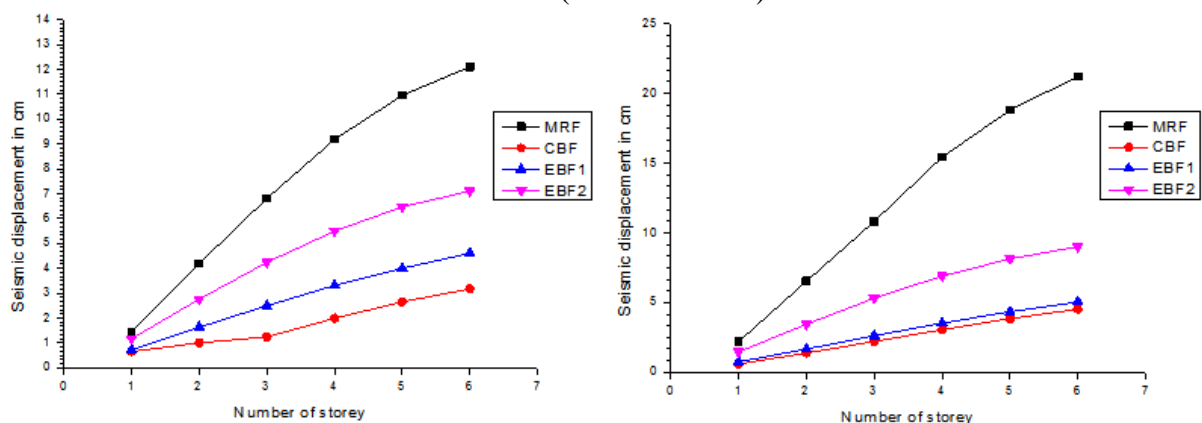 14
13
12
11
10
9
8
7
6
5
4
3
2
1
0
Seismic displacement in cm
0 1 2 3 4 5 6 7
Number of storey
MRF
CBF
EBF1
EBF2
25
20
15
10
5
0
Seismic displacement in cm
0 1 2 3 4 5 6 7
Number of storey
MRF
CBF
EBF1
EBF2